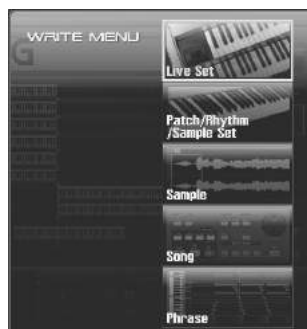 WRITE MENU
Live Set
Patch/Rhythm
/Sample Set
Sample
Song
Phrase